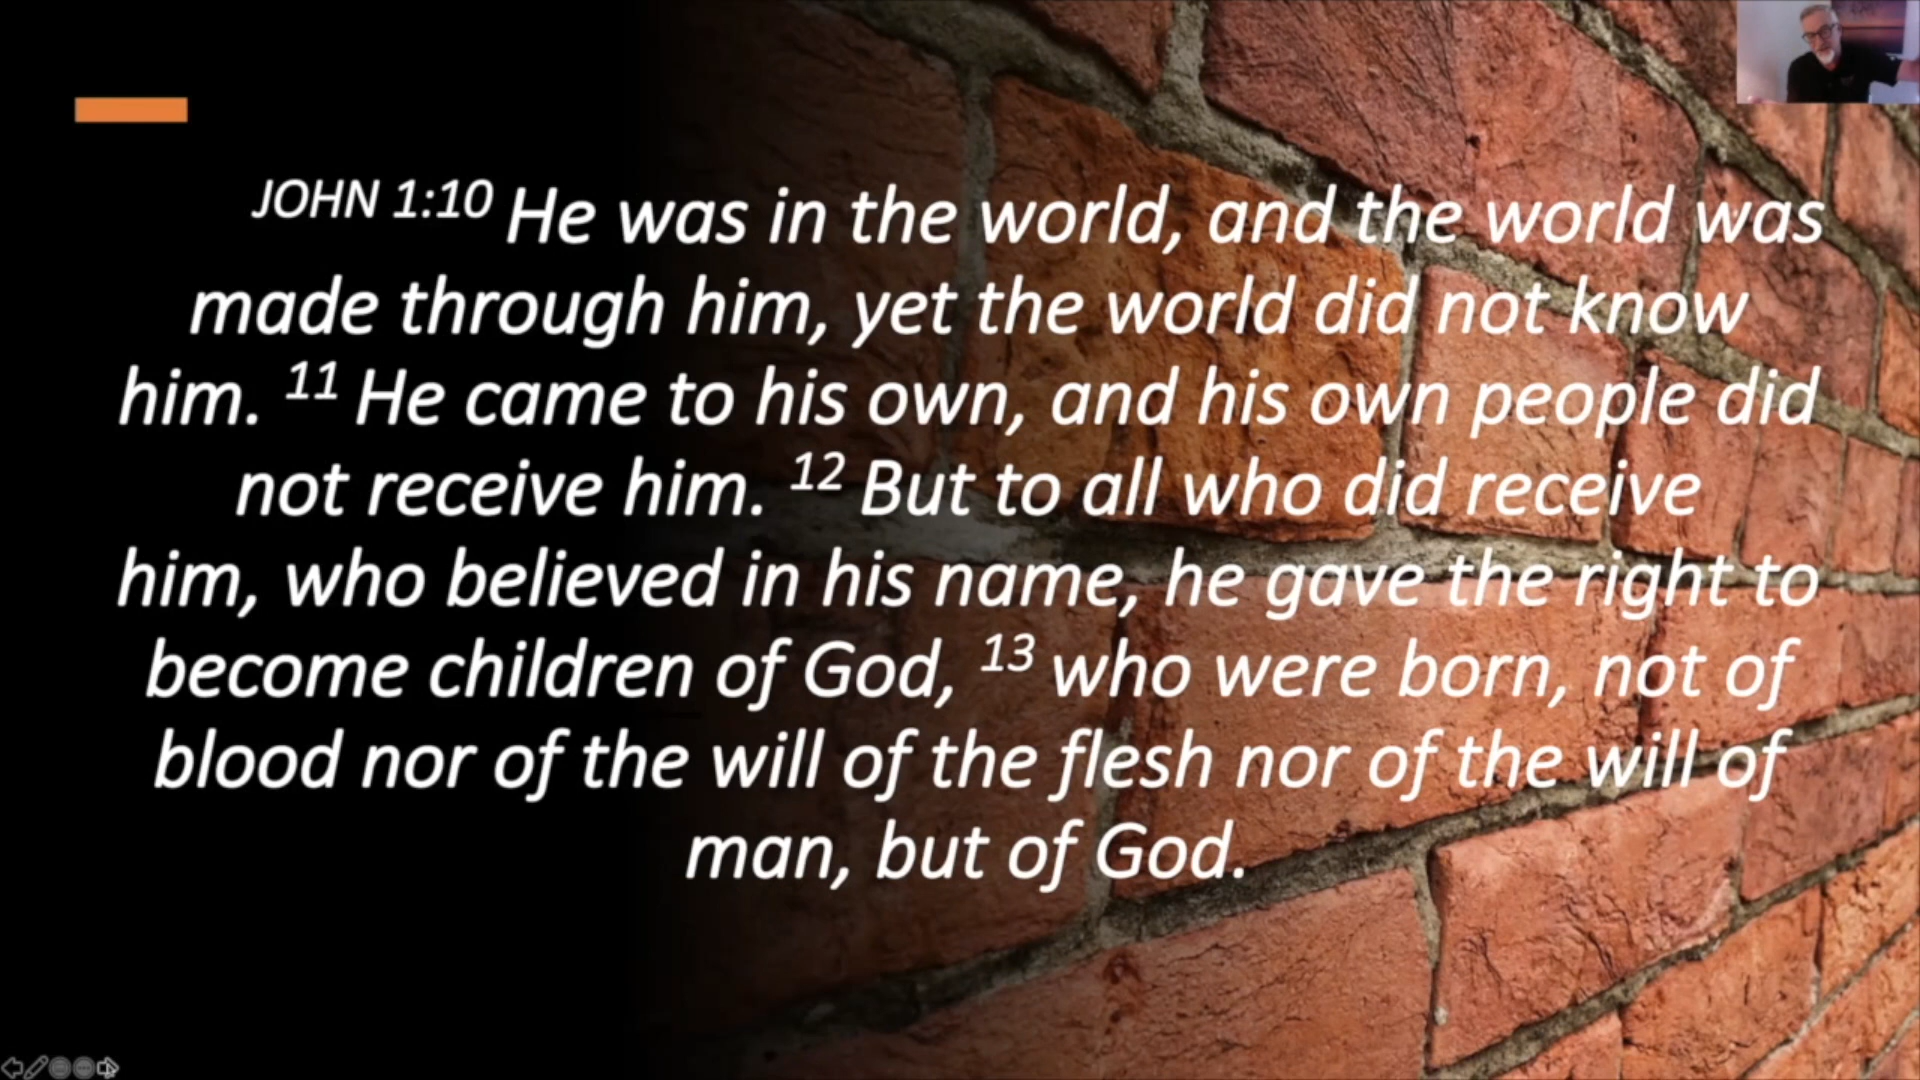 JOHN 1:10 He was in the world, and the world was
made through him, yet the world did not know
him. 11 He came to his own, and his own people did
not receive him. 12 But to all who did receive
him, who believed in his name, he gave the right to
become children of God, 13 who were born, not of
blood nor of the will of the flesh nor of the will of
man, but of God.